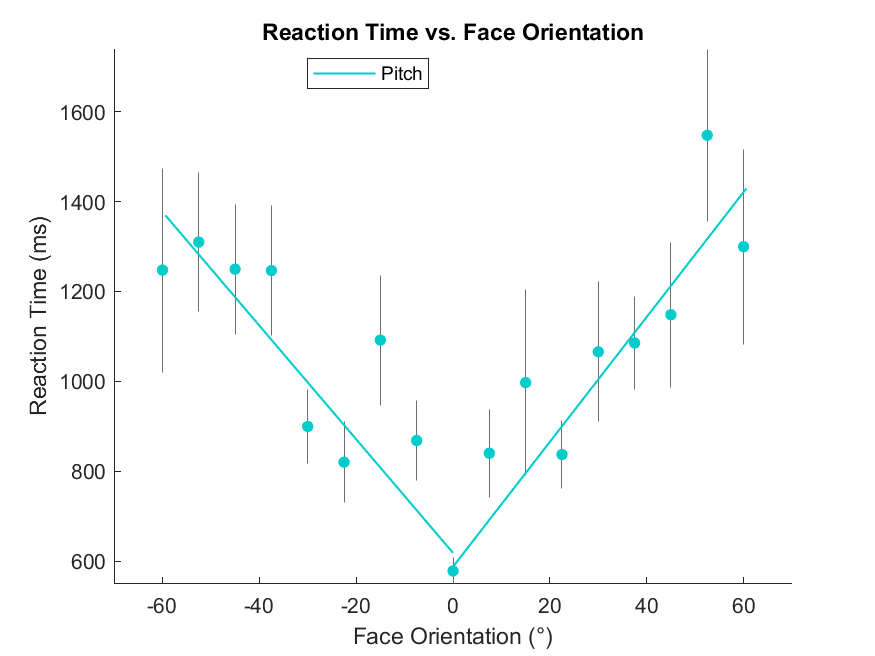 Reaction Time vs. Face Orientation
Pitch
Reaction Time (ms)
1600
1400
1200
1000
800
600
-60 -40 -20 0 20 40 60
Face Orientation (°)